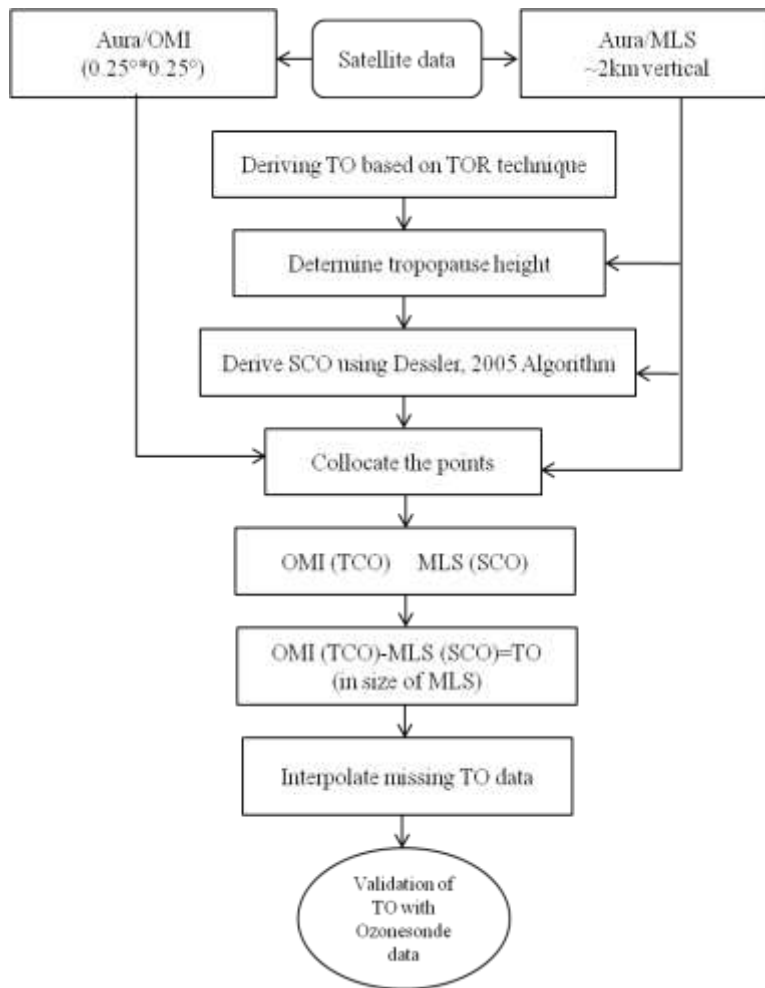 Aura/OMI
(0.25°*0.25°)
Satellite data
Aura/MLS
~2km vertical
Deriving TO based on TOR technique
Determine tropopause height
Derive SCO using Dessler, 2005 Algorithm
Collocate the points
OMI (TCO) MLS (SCO)
OMI (TCO)-MLS (SCO)=TO
(in size of MLS)
Interpolate missing TO data
Validation of
TO with
Ozonesonde
data